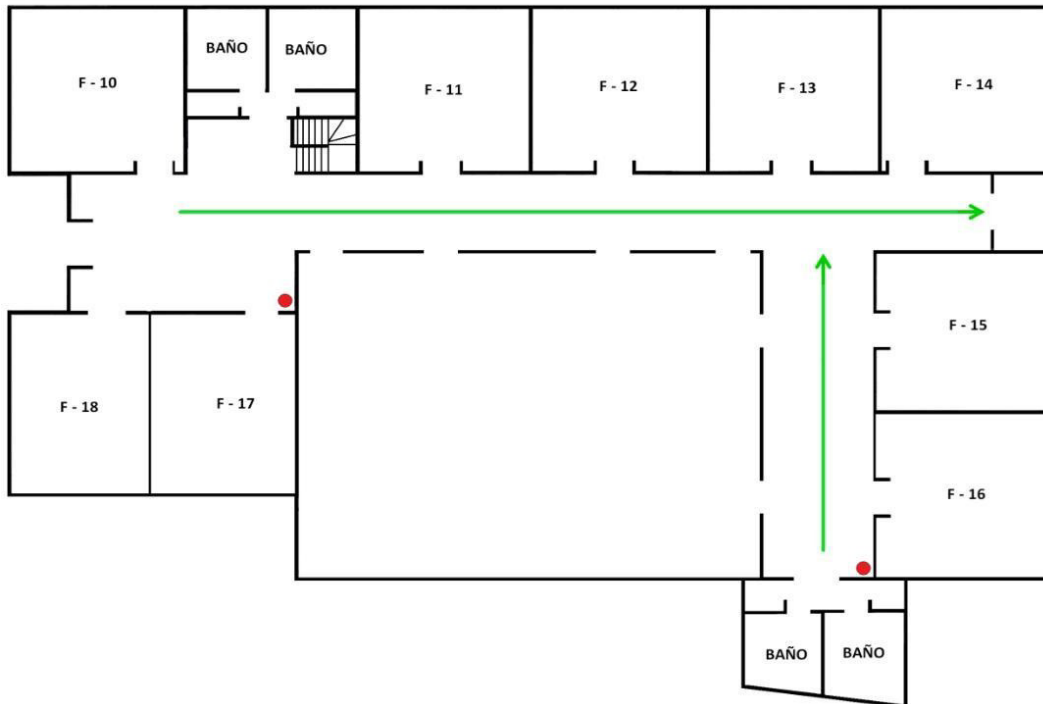 BAÑO
BAÑO
F - 10
F - 11
F - 12
F - 13
F - 14
F - 15
F - 18
F - 17
F - 16
BAÑO
BAÑO